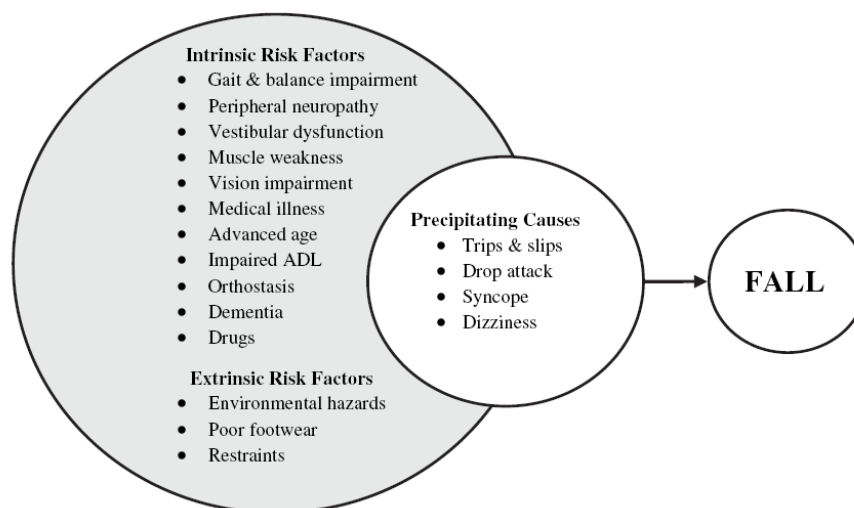 Intrinsic Risk Factors
● Gait & balance impairment
● Peripheral neuropathy
● Vestibular dysfunction
● Muscle weakness
● Vision impairment
● Medical illness
● Advanced age
● Impaired ADL
● Orthostasis
● Dementia
● Drugs
Extrinsic Risk Factors
● Environmental hazards
● Poor footwear
● Restraints
Precipitating Causes
● Trips & slips
● Drop attack
● Syncope
● Dizziness
FALL